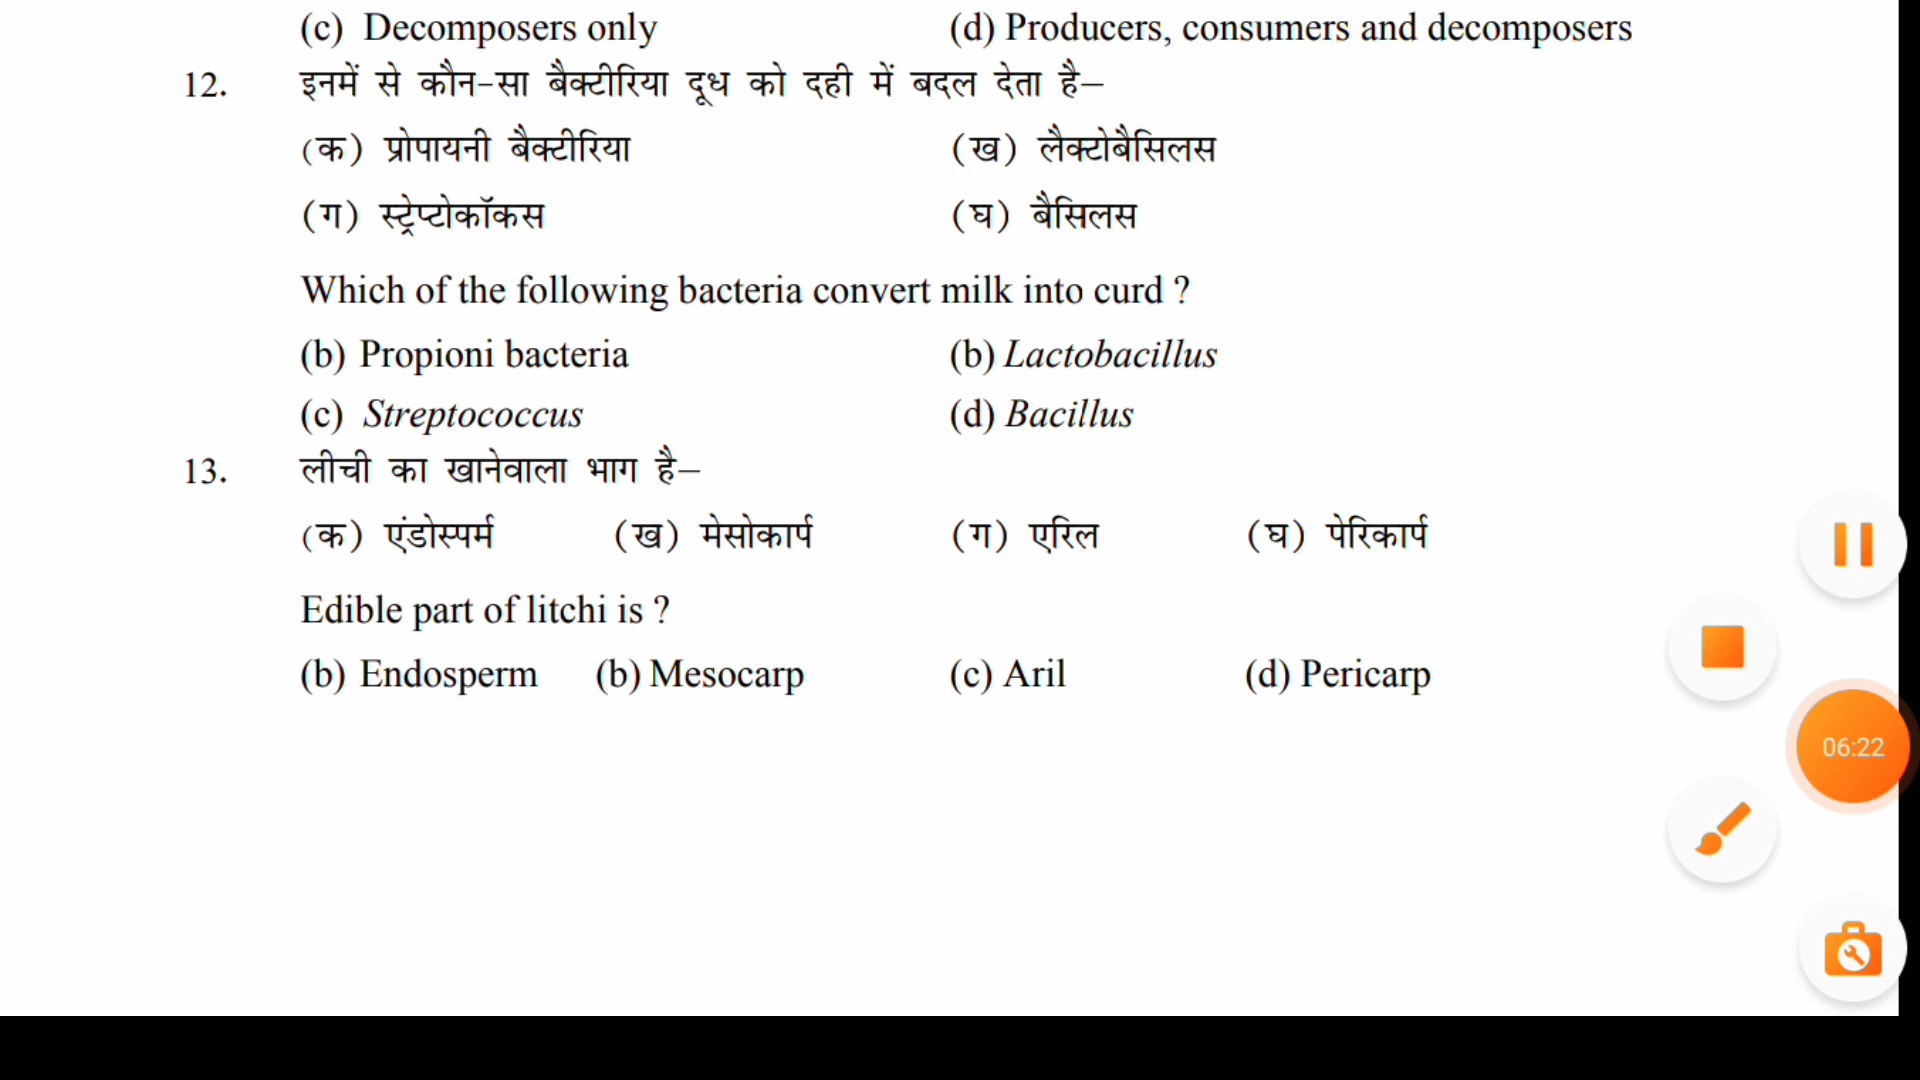 (c) Decomposers only (d) Producers, consumers and decomposers
12. इनमें से कौन-सा बैक्टीरिया दूध को दही में बदल देता है–
(क) प्रोपायनी बैक्टीरिया (ख) लैक्टोबैसिलस
(ग) स्ट्रेप्टोकॉकस (घ) बैसिलस
Which of the following bacteria convert milk into curd ?
(b) Propioni bacteria (b) Lactobacillus
(c) Streptococcus (d) Bacillus
13. लीची का खानेवाला भाग है–
(क) एंडोस्पर्म (ख) मेसोकार्प (ग) एरिल (घ) पेरिकार्प
Edible part of litchi is ?
(b) Endosperm (b) Mesocarp (c) Aril (d) Pericarp
06:22